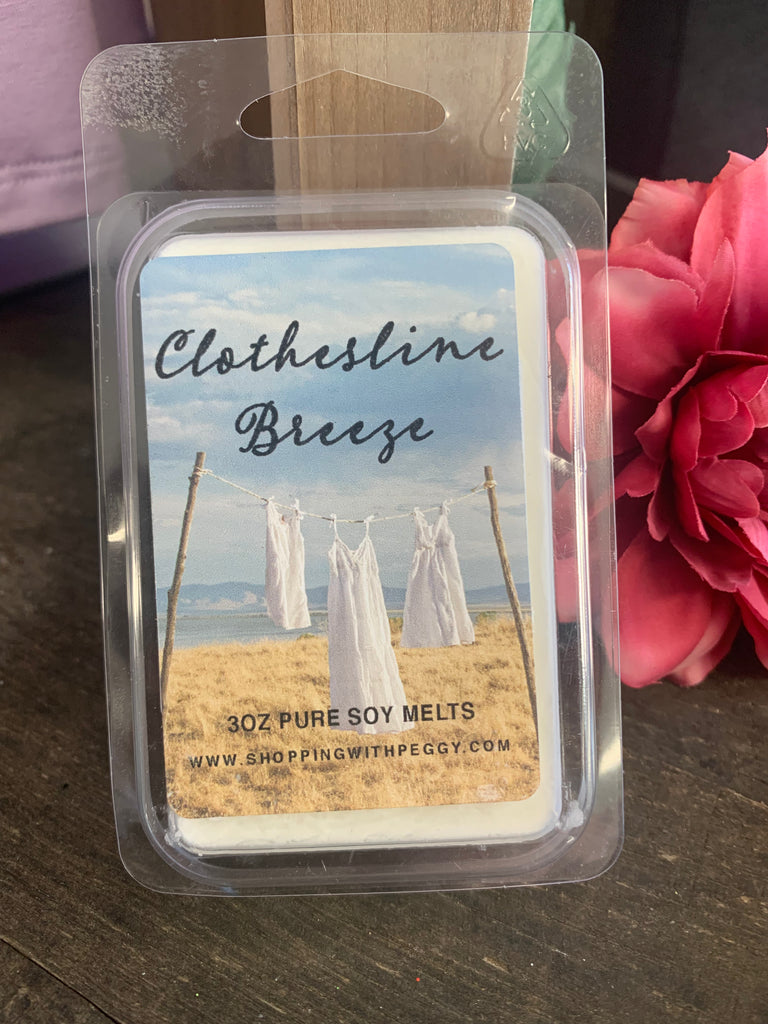 Clothesline
Breeze
3OZ PURE SOY MELTS
WWW.SHOPPINGWITHPEGGY.COM